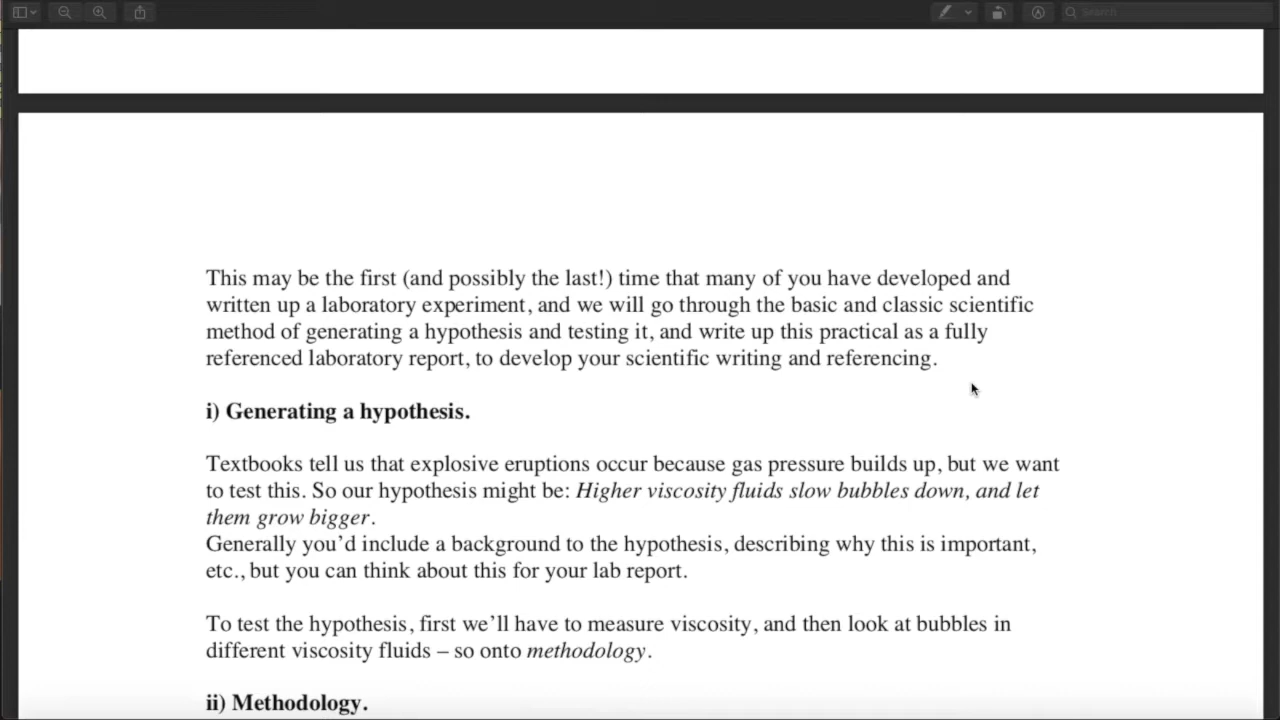 Search
This may be the first (and possibly the last!) time that many of you have developed and
written up a laboratory experiment, and we will go through the basic and classic scientific
method of generating a hypothesis and testing it, and write up this practical as a fully
referenced laboratory report, to develop your scientific writing and referencing.
i) Generating a hypothesis.
Textbooks tell us that explosive eruptions occur because gas pressure builds up, but we want
to test this. So our hypothesis might be: Higher viscosity fluids slow bubbles down, and let
them grow bigger.
Generally you’d include a background to the hypothesis, describing why this is important,
etc., but you can think about this for your lab report.
To test the hypothesis, first we’ll have to measure viscosity, and then look at bubbles in
different viscosity fluids – so onto methodology.
ii) Methodology.